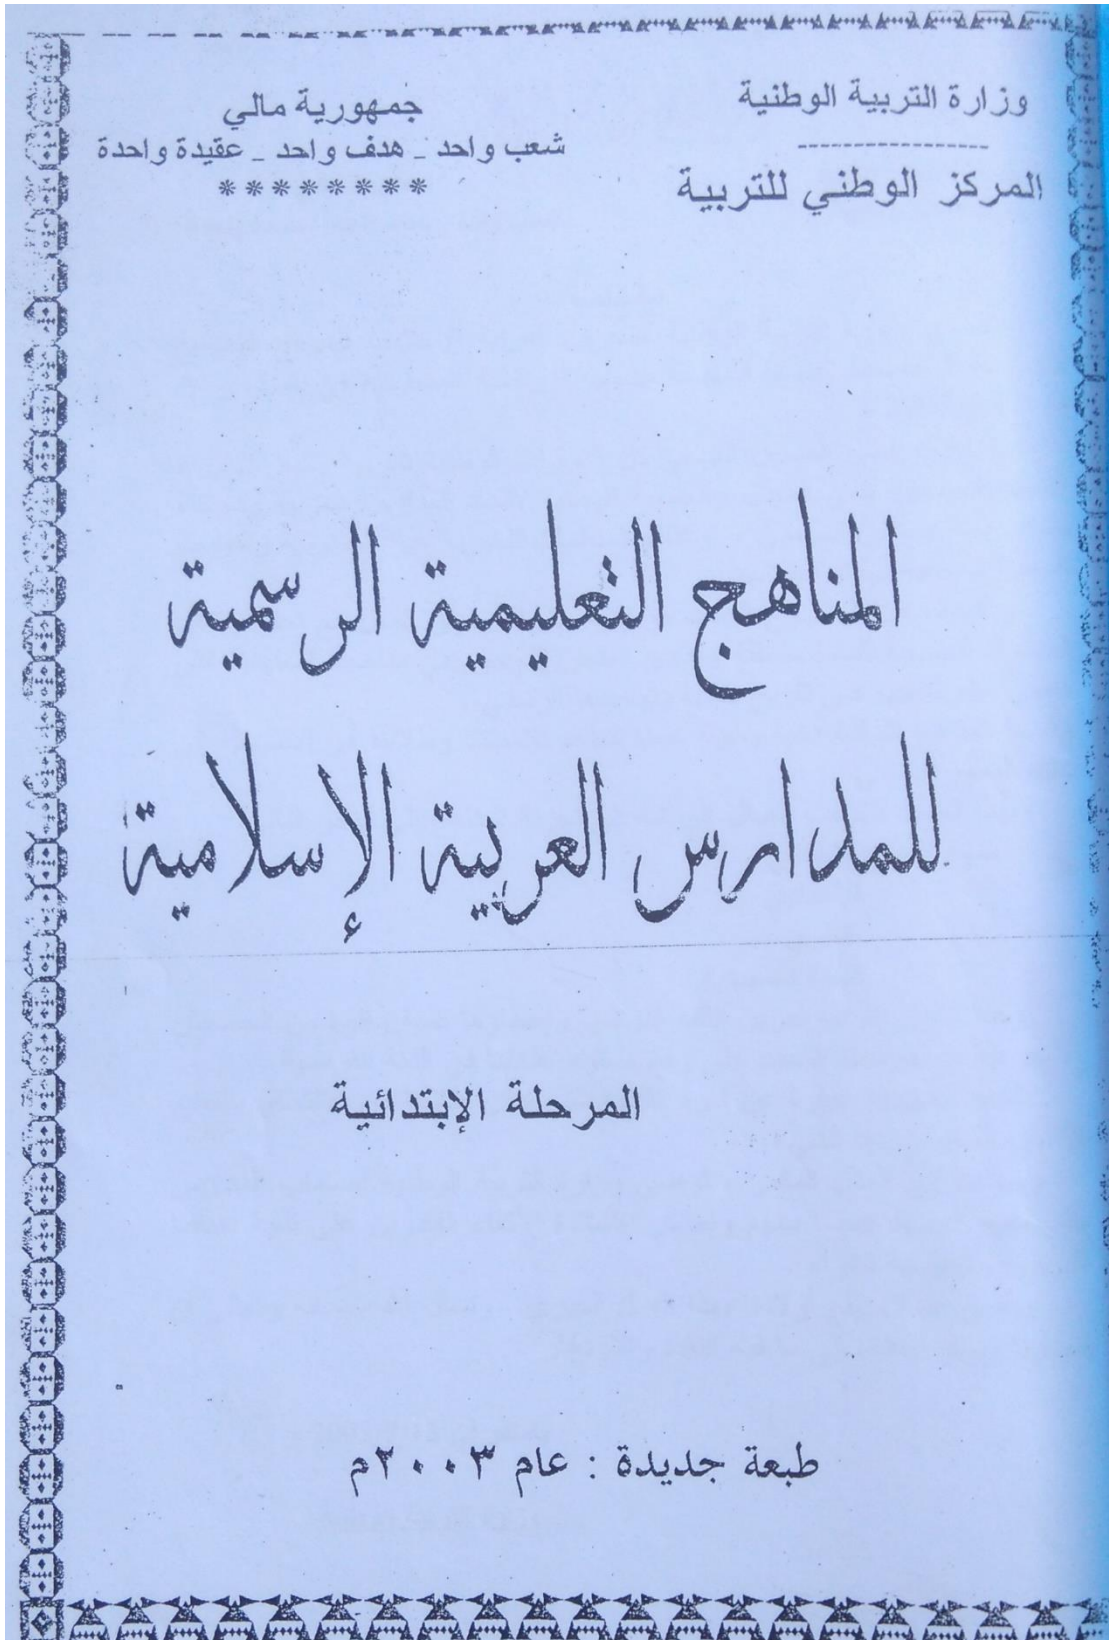 وزارة التربية الوطنية
-------------------
المركز الوطني للتربية
جمهورية مالي
شعب واحد - هدف واحد - عقيدة واحدة
********
المناهج التعليمية الرسمية
للمدارس العربية الإسلامية
المرحلة الإبتدائية
طبعة جديدة : عام ٢٠٠٣م